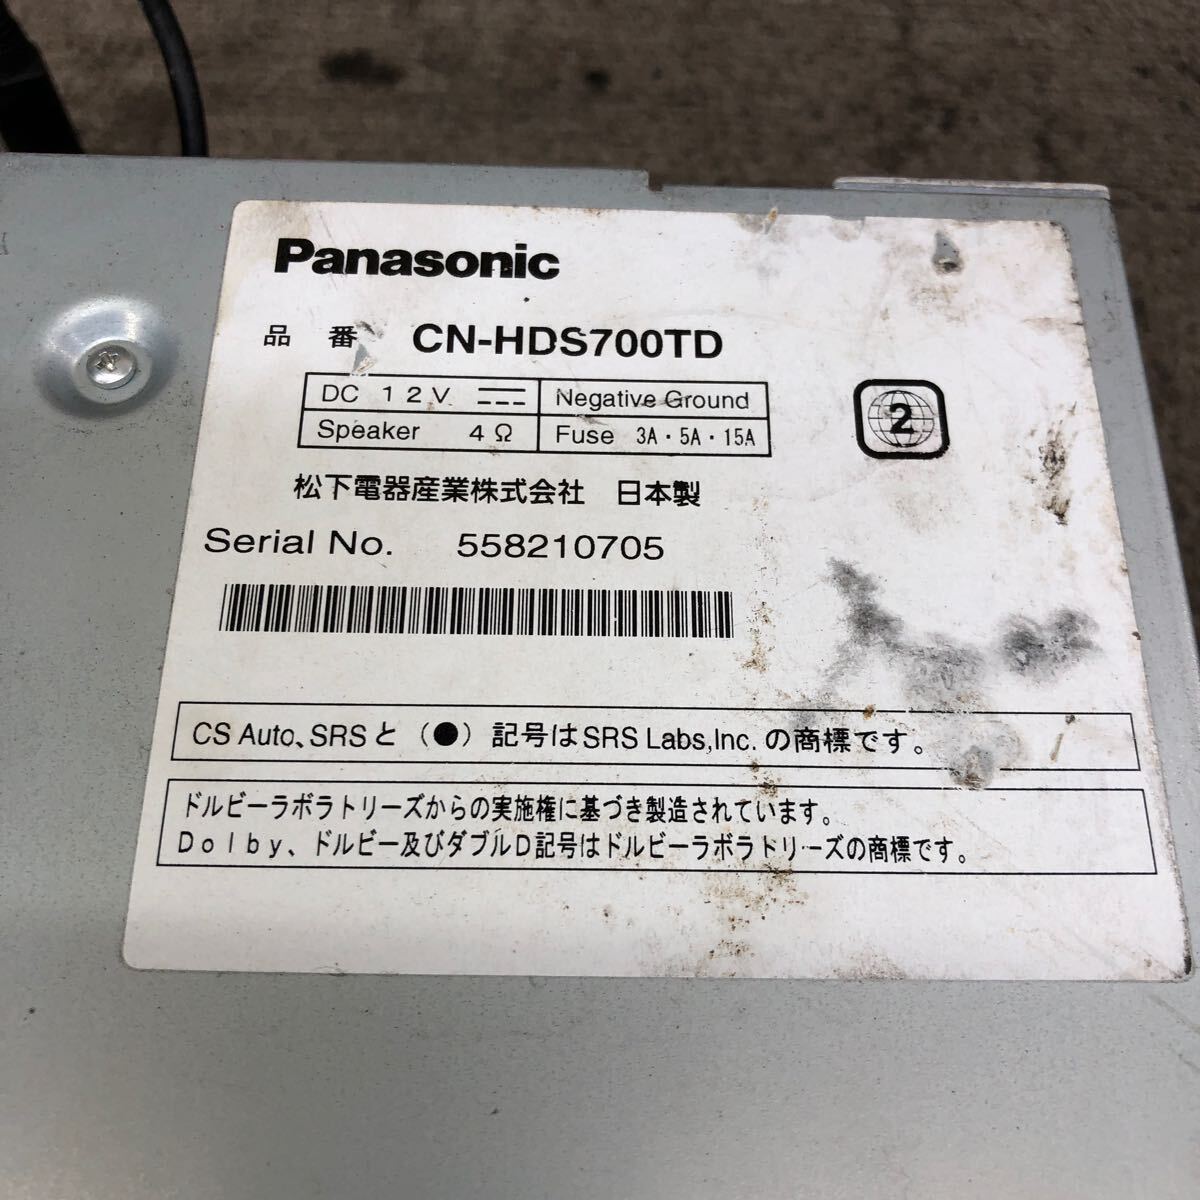 Panasonic
品 番 CN-HDS700TD
DC 12V Negative Ground
Speaker 4Ω Fuse 3A・5A・15A
2
松下電器産業株式会社 日本製
Serial No. 558210705
CS Auto、SRSと（●）記号はSRS Labs,Inc.の商標です。
ドルビーラボラトリーズからの実施権に基づき製造されています。
Dolby、ドルビー及びダブルD記号はドルビーラボラトリーズの商標です。